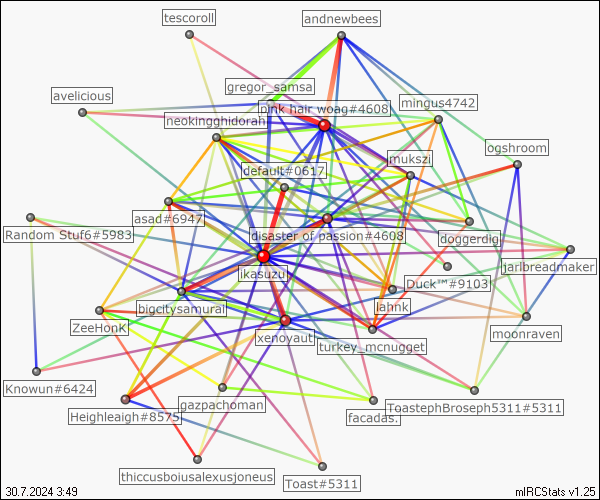 tescoroll
andnewbees
gregor_samsa
avelicious
pink hair woag#4608
mingus4742
neokingghidorah
ogshroom
mukszi
default#0617
asad#6947
Random Stuf6#5983
disaster of passion#4608
doggerdig
ikasuzu
jarlbreadmaker
Duck™#9103
bigcitysamurai
lahnk
ZeeHonK
xenoyaut
turkey_mcnugget
moonraven
Knowun#6424
gazpachoman
Heighleigh#8575
facadas.
ToastephBroseph5311#5311
thiccusboiusalexusjoneus
Toast#5311
30.7.2024 3:49
mIRCStats v1.25